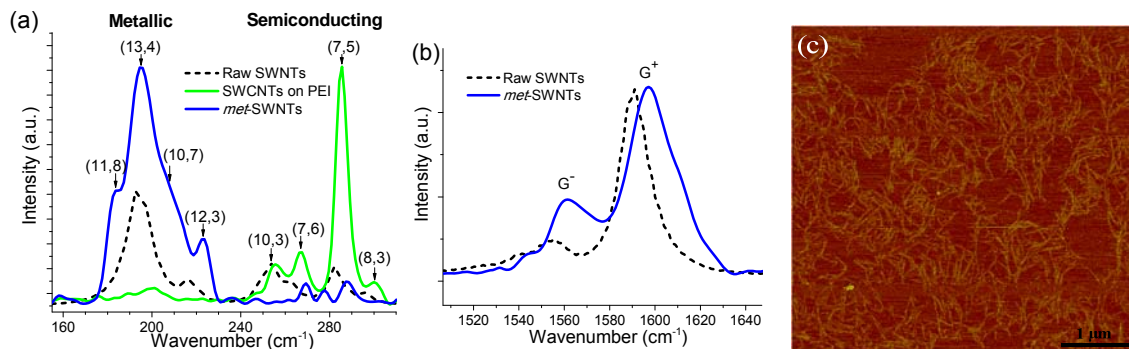 (a)
Metallic
Semiconducting
(13,4)
(7,5)
Raw SWNTs
SWCNTs on PEI
met-SWNTs
(11,8)
(10,7)
(12,3)
(10,3)
(7,6)
(8,3)
Intensity (a.u.)
160 200 240 280
Wavenumber (cm⁻¹)
(b)
Raw SWNTs
met-SWNTs
G⁺
G⁻
Intensity (a.u.)
1520 1540 1560 1580 1600 1620 1640
Wavenumber (cm⁻¹)
(c)
1 μm